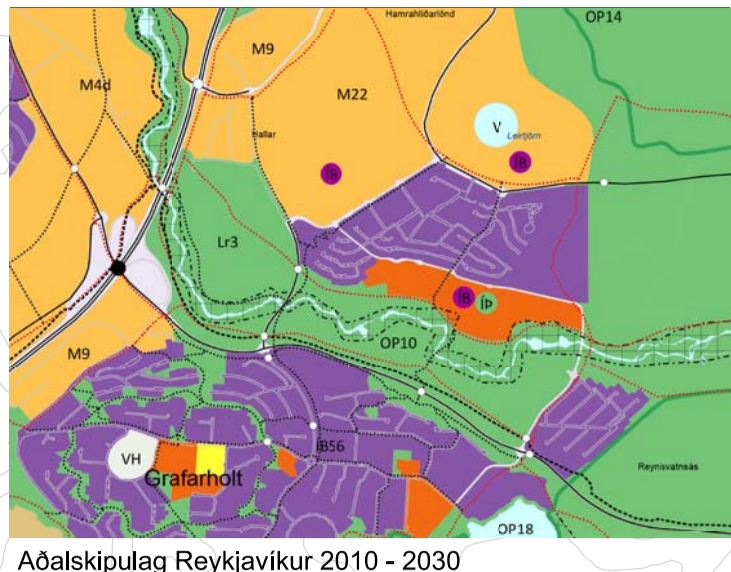 Hamrahlíðarlönd
OP14
M9
M4d
M22
V
Leirtjörn
Hallar
ÍB
ÍB
Lr3
ÍB
ÍÞ
OP10
M9
ÍB56
VH
Grafarholt
Reynisvatnsás
OP18
Aðalskipulag Reykjavíkur 2010 - 2030